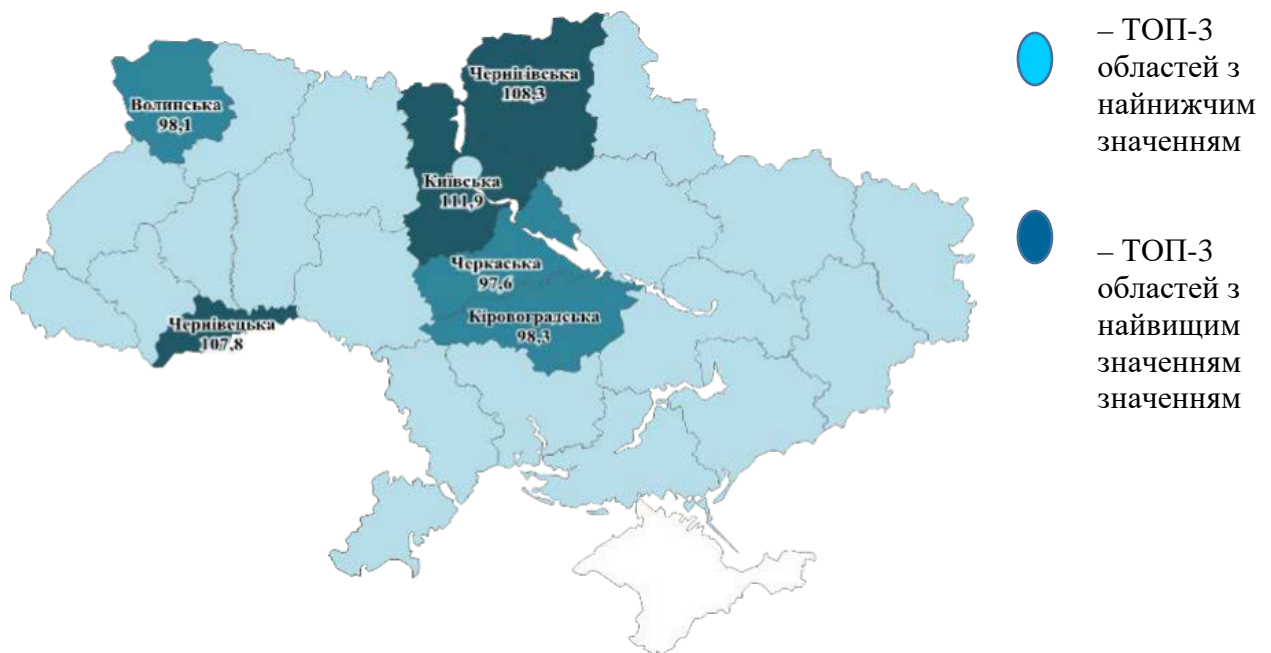 Волинська
98,1
Чернігівська
108,3
Київська
111,9
Черкаська
97,6
Кіровоградська
98,3
Чернівецька
107,8
– ТОП-3
областей з
найнижчим
значенням
– ТОП-3
областей з
найвищим
значенням
значенням